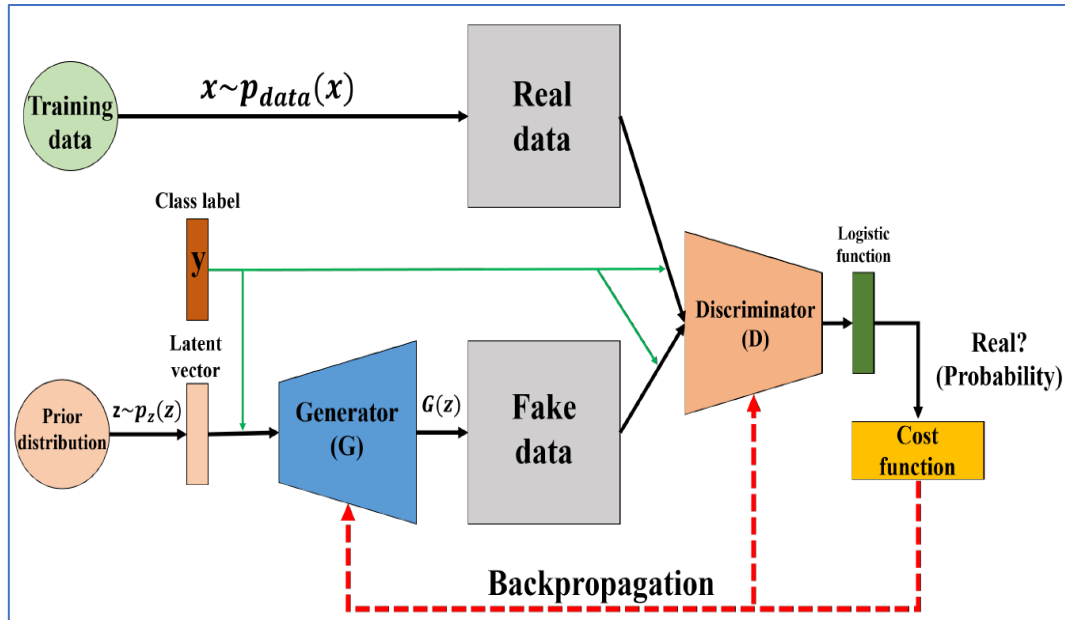 Training
data
x~p_data(x)
Real
data
Class label
y
Latent
vector
Prior
distribution
z~p_z(z)
Generator
(G)
G(z)
Fake
data
Discriminator
(D)
Logistic
function
Real?
(Probability)
Cost
function
Backpropagation